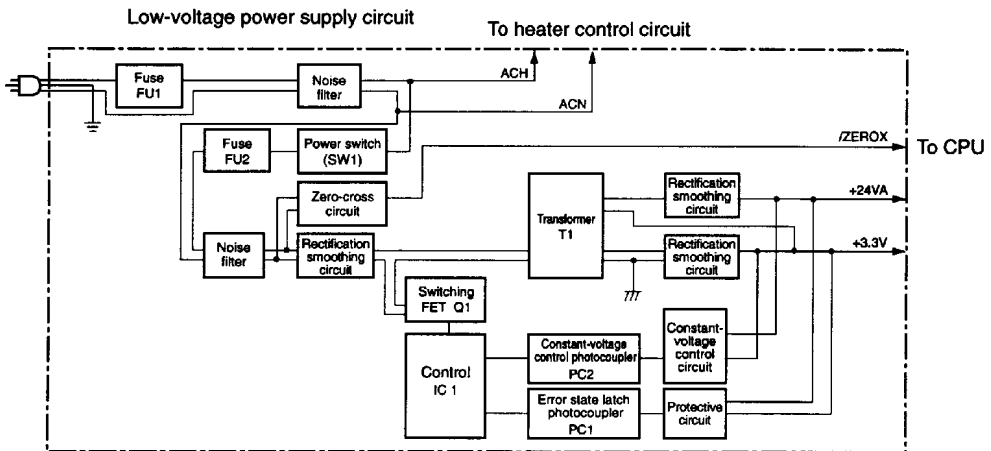 Low-voltage power supply circuit
To heater control circuit
Fuse
FU1
Noise
filter
ACH
ACN
Fuse
FU2
Power switch
(SW1)
/ZEROX
To CPU
Zero-cross
circuit
Transformer
T1
Rectification
smoothing
circuit
+24VA
Noise
filter
Rectification
smoothing
circuit
Rectification
smoothing
circuit
+3.3V
Switching
FET Q1
Control
IC 1
Constant-voltage
control photocoupler
PC2
Constant-
voltage
control
circuit
Error state latch
photocoupler
PC1
Protective
circuit